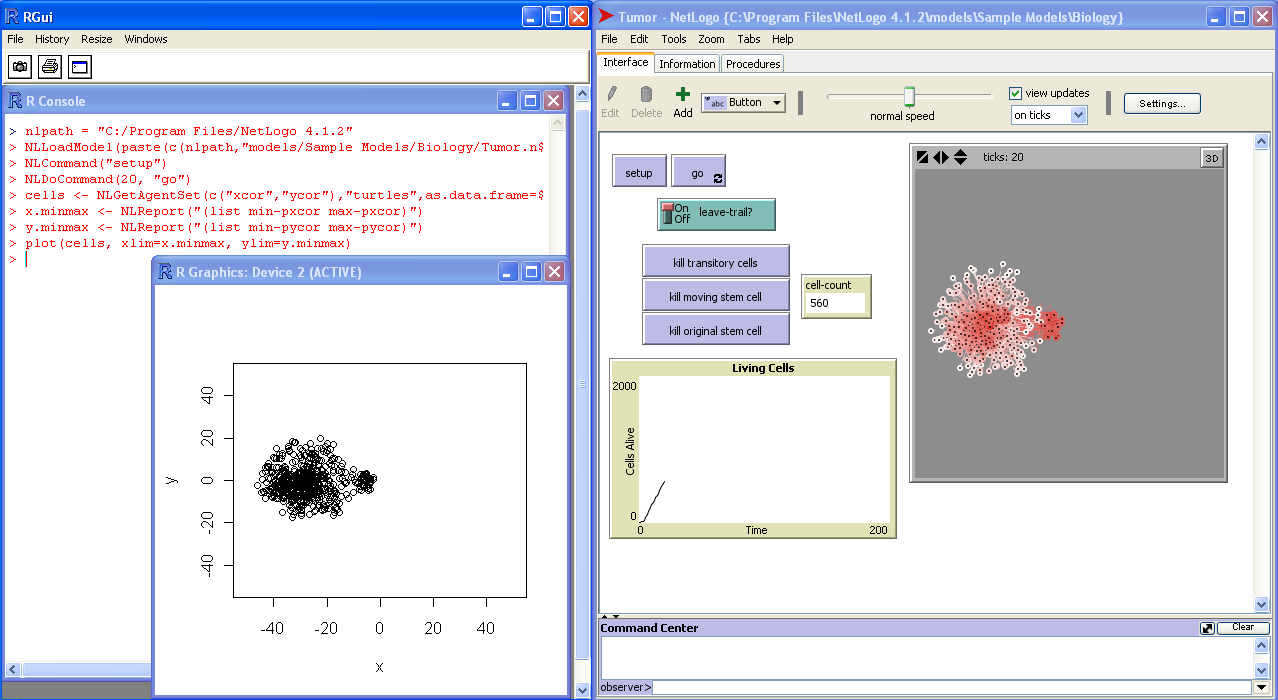 RGui
File History Resize Windows
R Console
> nlpath = "C:/Program Files/NetLogo 4.1.2"
> NLLoadModel(paste(c(nlpath,"models/Sample Models/Biology/Tumor.n$
> NLCommand("setup")
> NLDoCommand(20, "go")
> cells <- NLGetAgentSet(c("xcor","ycor"),"turtles",as.data.frame=$
> x.minmax <- NLReport("(list min-pxcor max-pxcor)")
> y.minmax <- NLReport("(list min-pycor max-pycor)")
> plot(cells, xlim=x.minmax, ylim=y.minmax)
>
R Graphics: Device 2 (ACTIVE)
40
20
0
-20
-40
y
-40 -20 0 20 40
x
Tumor - NetLogo {C:\Program Files\NetLogo 4.1.2\models\Sample Models\Biology}
File Edit Tools Zoom Tabs Help
Interface Information Procedures
Edit Delete Add abc Button normal speed view updates on ticks Settings...
setup go
On
Off
leave-trail?
kill transitory cells
kill moving stem cell
kill original stem cell
cell-count
560
Living Cells
2000
Cells Alive
0
0 Time 200
ticks: 20 3D
Command Center Clear
observer>